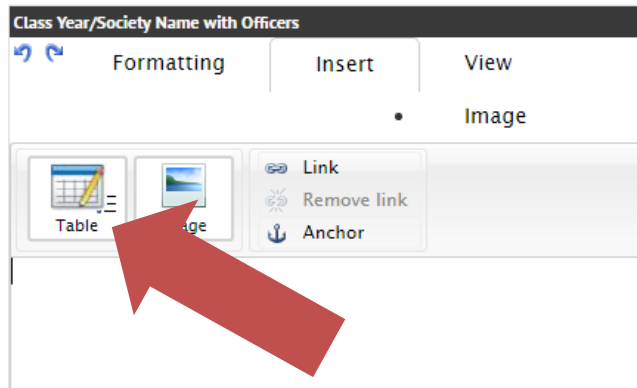 Class Year/Society Name with Officers
Formatting Insert View
• Image
Link
Remove link
Table
Anchor